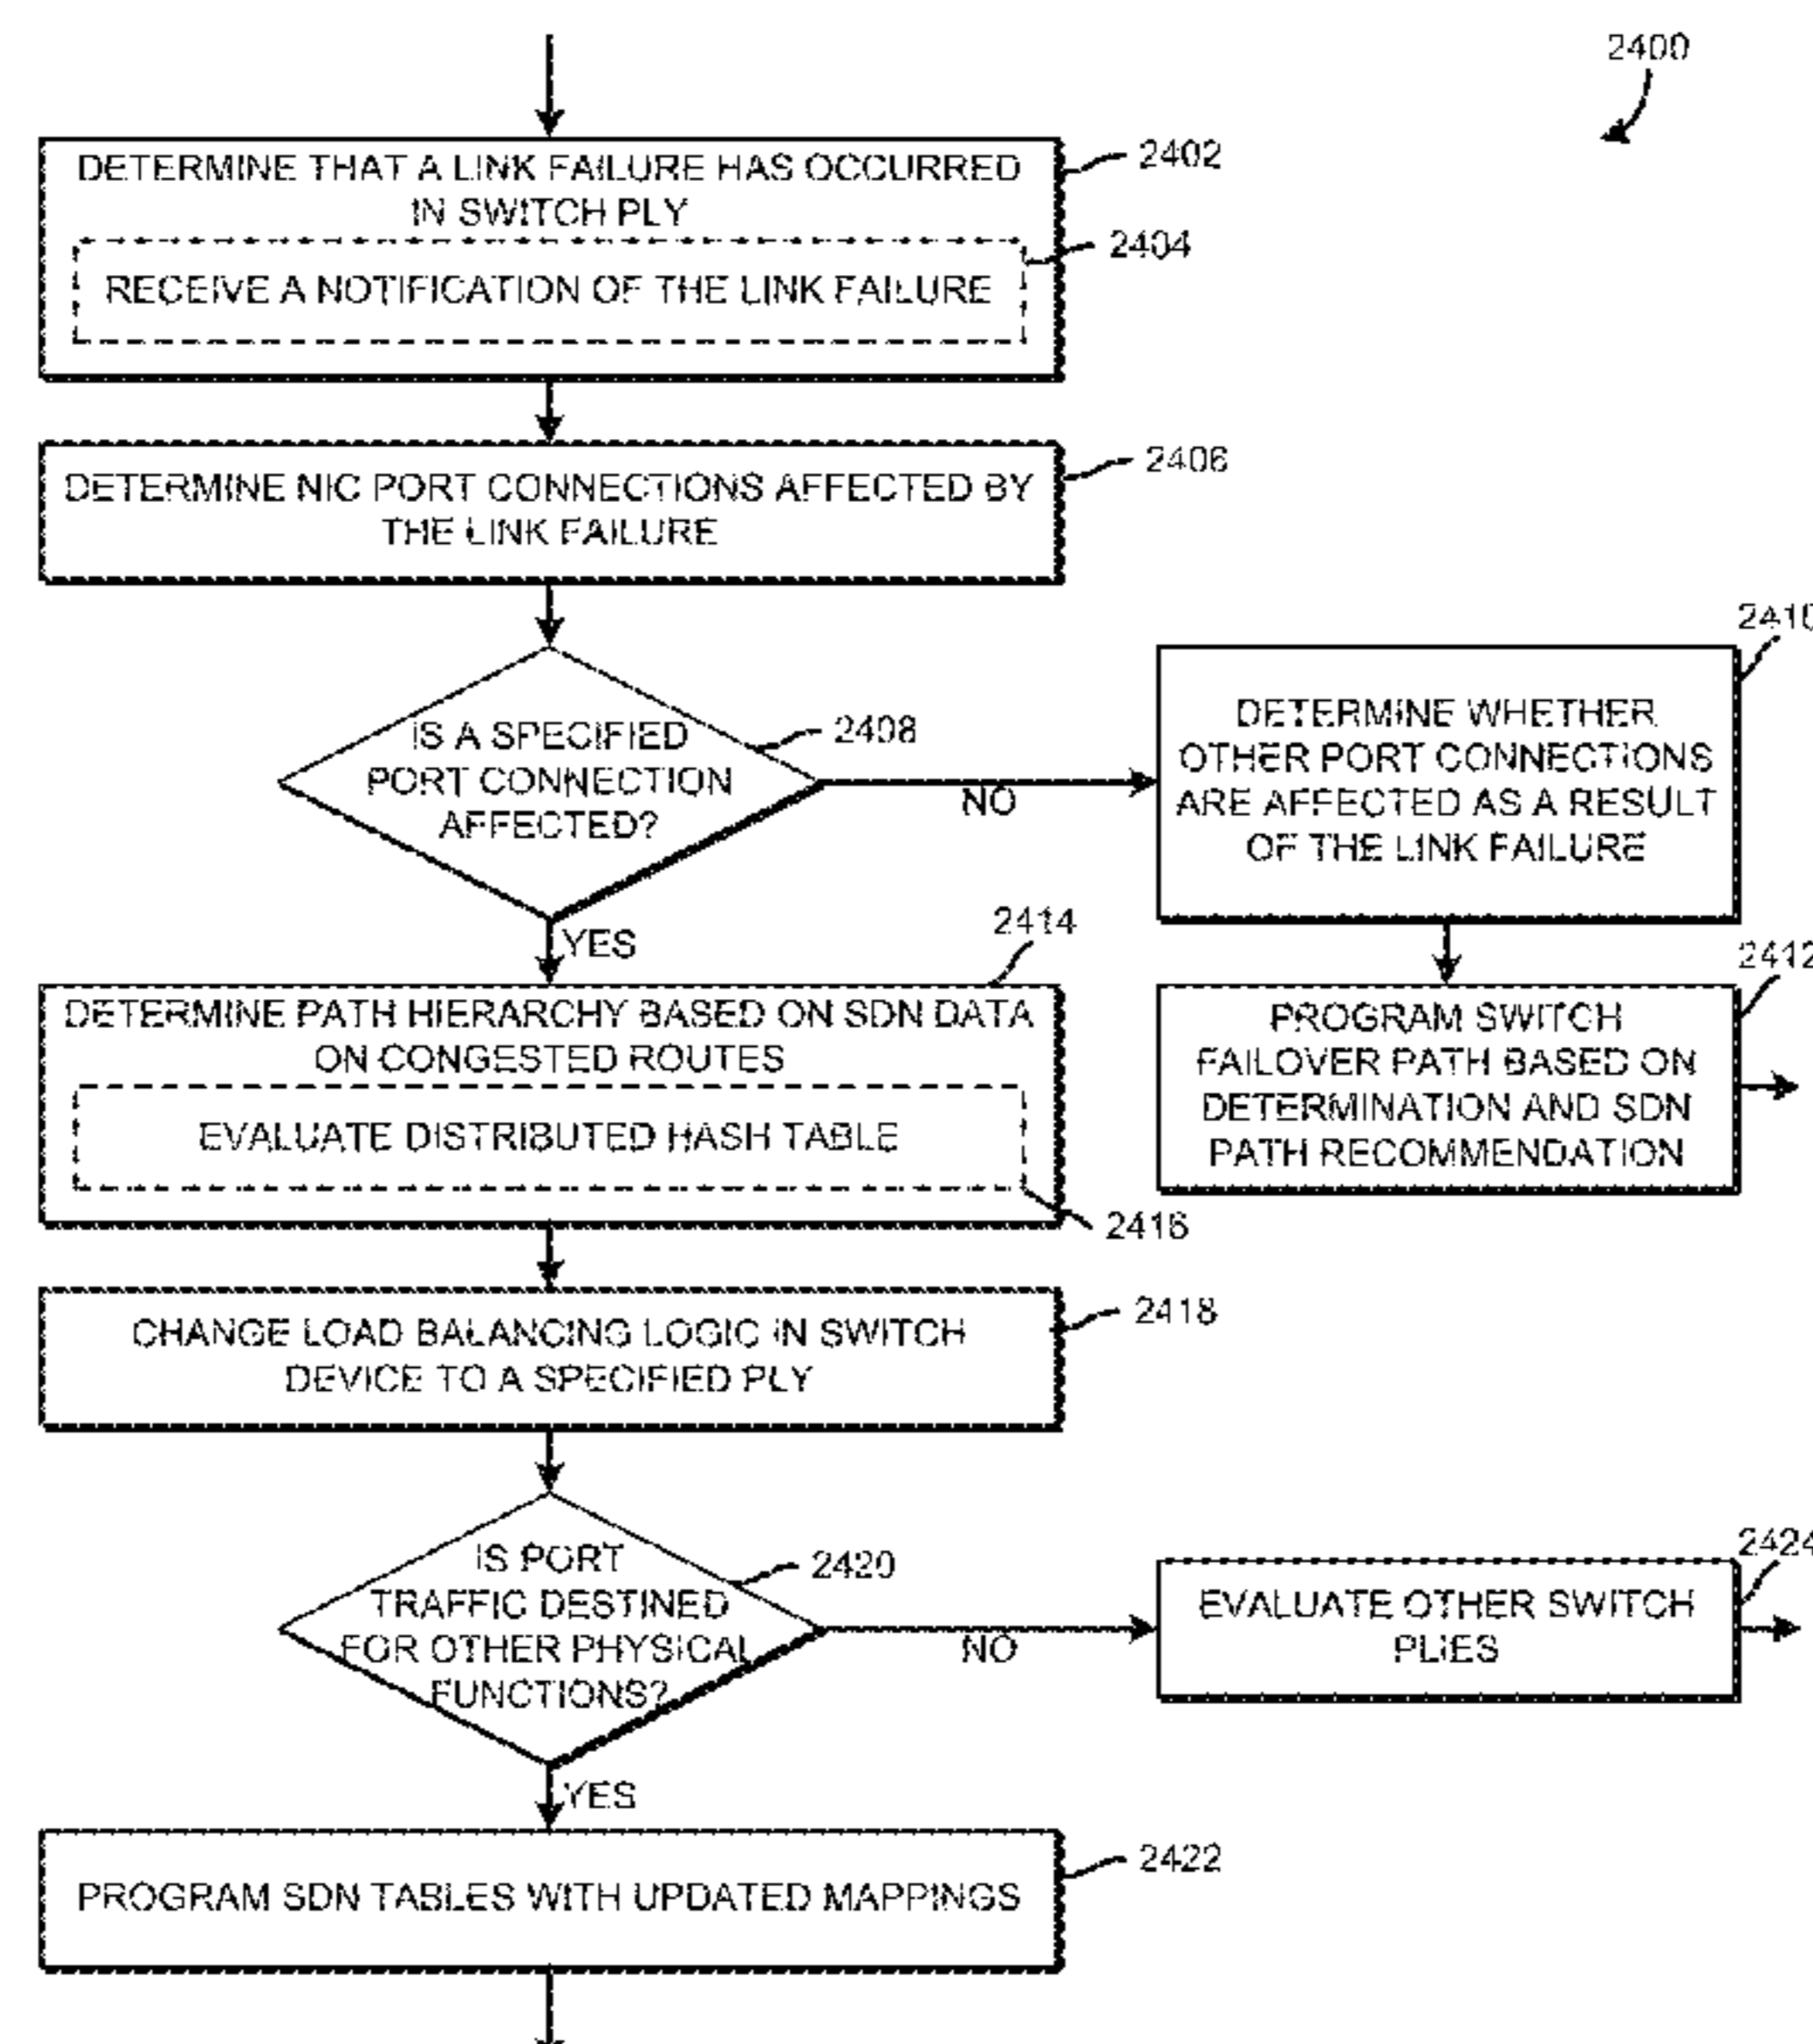 2400
DETERMINE THAT A LINK FAILURE HAS OCCURRED
IN SWITCH PLY
2402
RECEIVE A NOTIFICATION OF THE LINK FAILURE
2404
DETERMINE NIC PORT CONNECTIONS AFFECTED BY
THE LINK FAILURE
2406
IS A SPECIFIED
PORT CONNECTION
AFFECTED?
2408
NO
YES
2410
DETERMINE WHETHER
OTHER PORT CONNECTIONS
ARE AFFECTED AS A RESULT
OF THE LINK FAILURE
2412
PROGRAM SWITCH
FAILOVER PATH BASED ON
DETERMINATION AND SDN
PATH RECOMMENDATION
2414
DETERMINE PATH HIERARCHY BASED ON SDN DATA
ON CONGESTED ROUTES
EVALUATE DISTRIBUTED HASH TABLE
2416
CHANGE LOAD BALANCING LOGIC IN SWITCH
DEVICE TO A SPECIFIED PLY
2418
IS PORT
TRAFFIC DESTINED
FOR OTHER PHYSICAL
FUNCTIONS?
2420
NO
YES
2424
EVALUATE OTHER SWITCH
PLIES
PROGRAM SDN TABLES WITH UPDATED MAPPINGS
2422